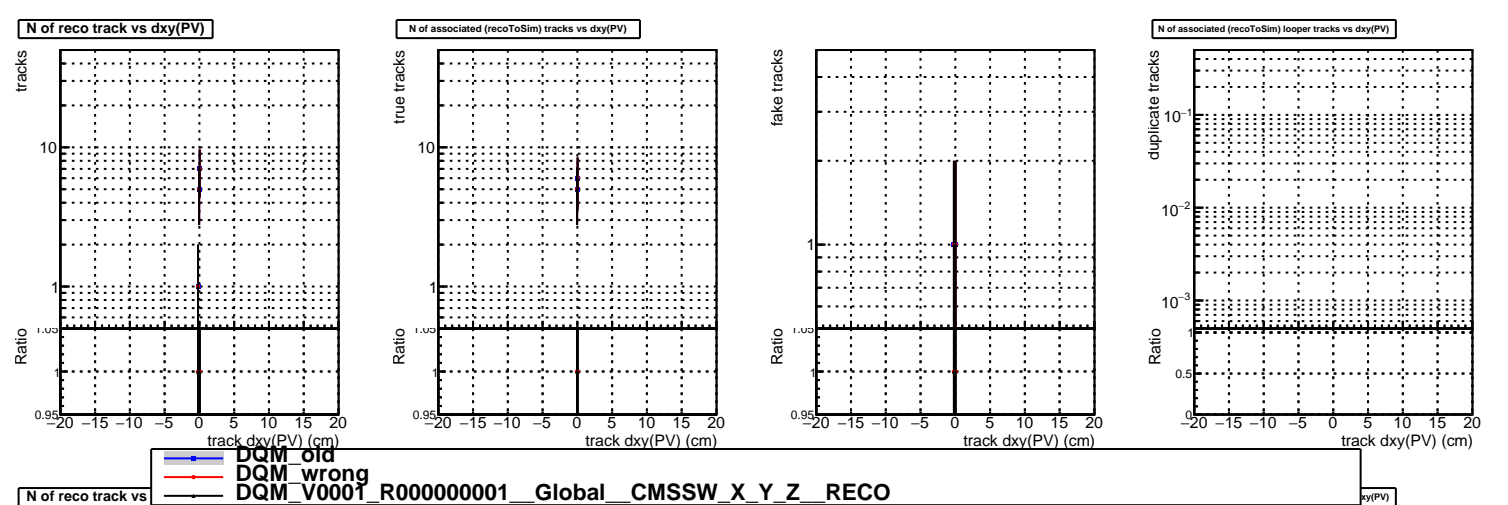 N of reco track vs dxy(PV)
N of associated (recoToSim) tracks vs dxy(PV)
N of associated (recoToSim) looper tracks vs dxy(PV)
tracks
10
1
Ratio
1.05
1
0.95
−20 −15 −10 −5 0 5 10 15 20
track dxy(PV) (cm)
true tracks
10
1
Ratio
1.05
1
0.95
−20 −15 −10 −5 0 5 10 15 20
track dxy(PV) (cm)
fake tracks
1
Ratio
1.05
1
0.95
−20 −15 −10 −5 0 5 10 15 20
track dxy(PV) (cm)
duplicate tracks
10−1
10−2
10−3
Ratio
1
0.5
0
−20 −15 −10 −5 0 5 10 15 20
track dxy(PV) (cm)
DQM_old
DQM_wrong
DQM_V0001_R000000001__Global__CMSSW_X_Y_Z__RECO
N of reco track vs
xy(PV)